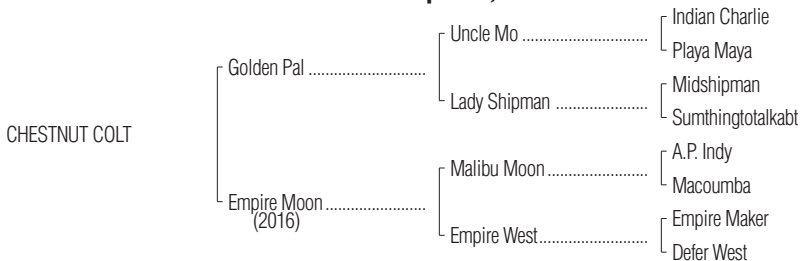 Indian Charlie
Uncle Mo ..............................
Playa Maya
Golden Pal ............................
Midshipman
Lady Shipman ......................
Sumthingtotalkabt
CHESTNUT COLT
A.P. Indy
Malibu Moon.........................
Macoumba
Empire Moon........................
(2016)
Empire Maker
Empire West..........................
Defer West